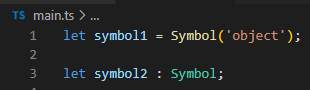 TS main.ts > ...
1 let symbol1 = Symbol('object');
2
3 let symbol2 : Symbol;